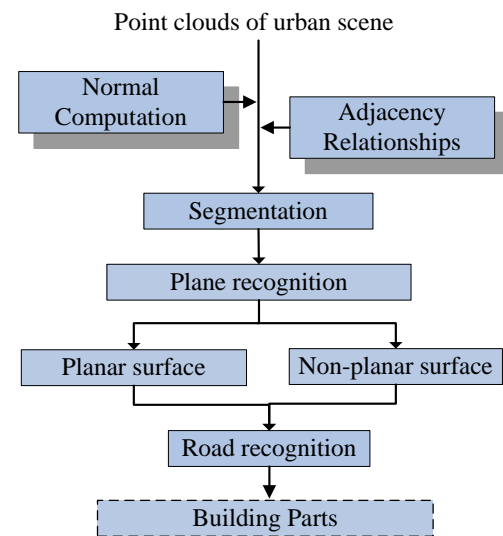 Point clouds of urban scene
Normal
Computation
Adjacency
Relationships
Segmentation
Plane recognition
Planar surface
Non-planar surface
Road recognition
Building Parts